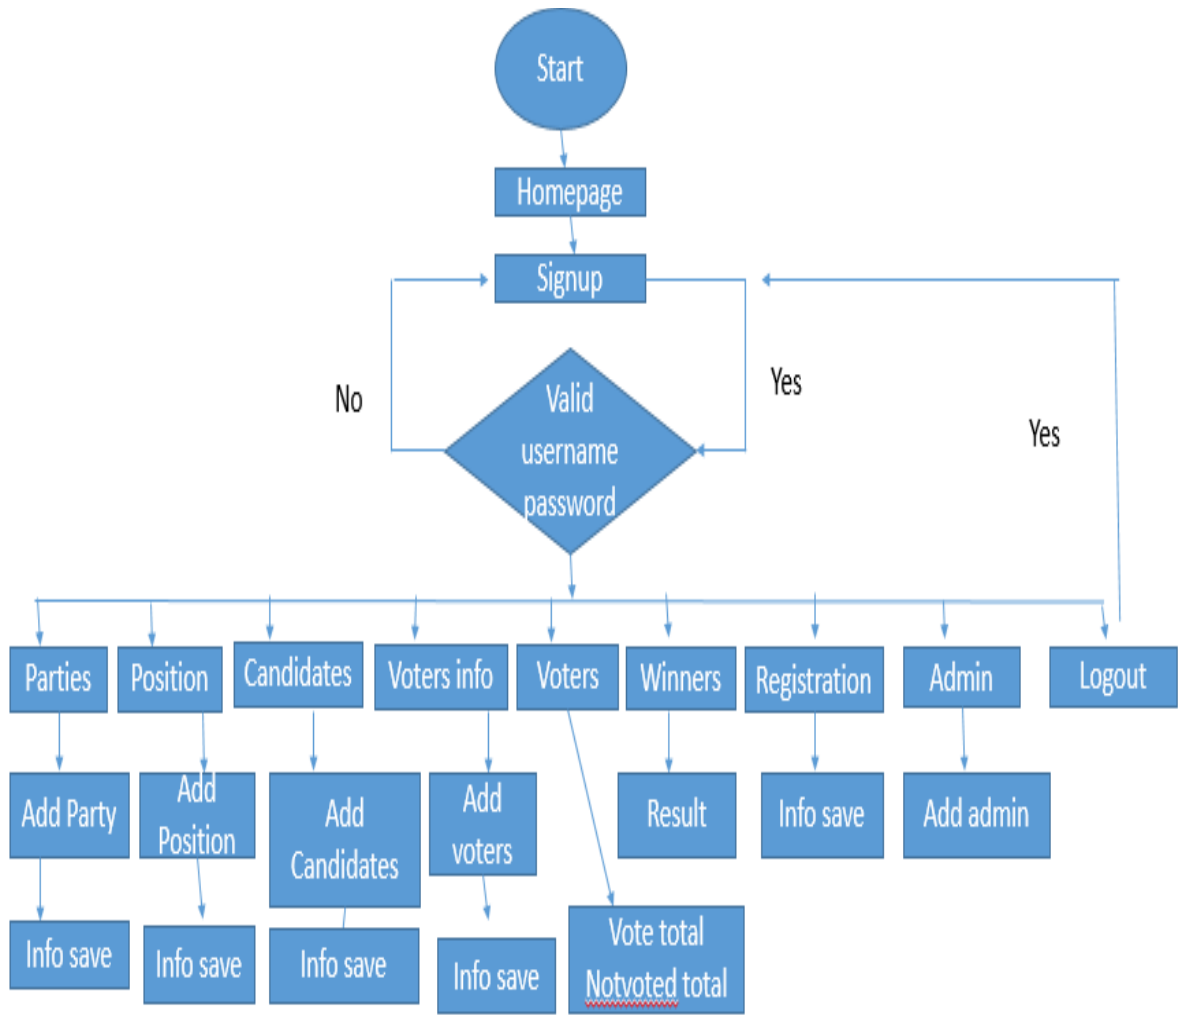 Start
Homepage
Signup
No
Yes
Valid
username
password
Yes
Parties
Position
Candidates
Voters info
Voters
Winners
Registration
Admin
Logout
Add Party
Add
Position
Add
Candidates
Add
voters
Result
Info save
Add admin
Info save
Info save
Info save
Info save
Vote total
Notvoted total